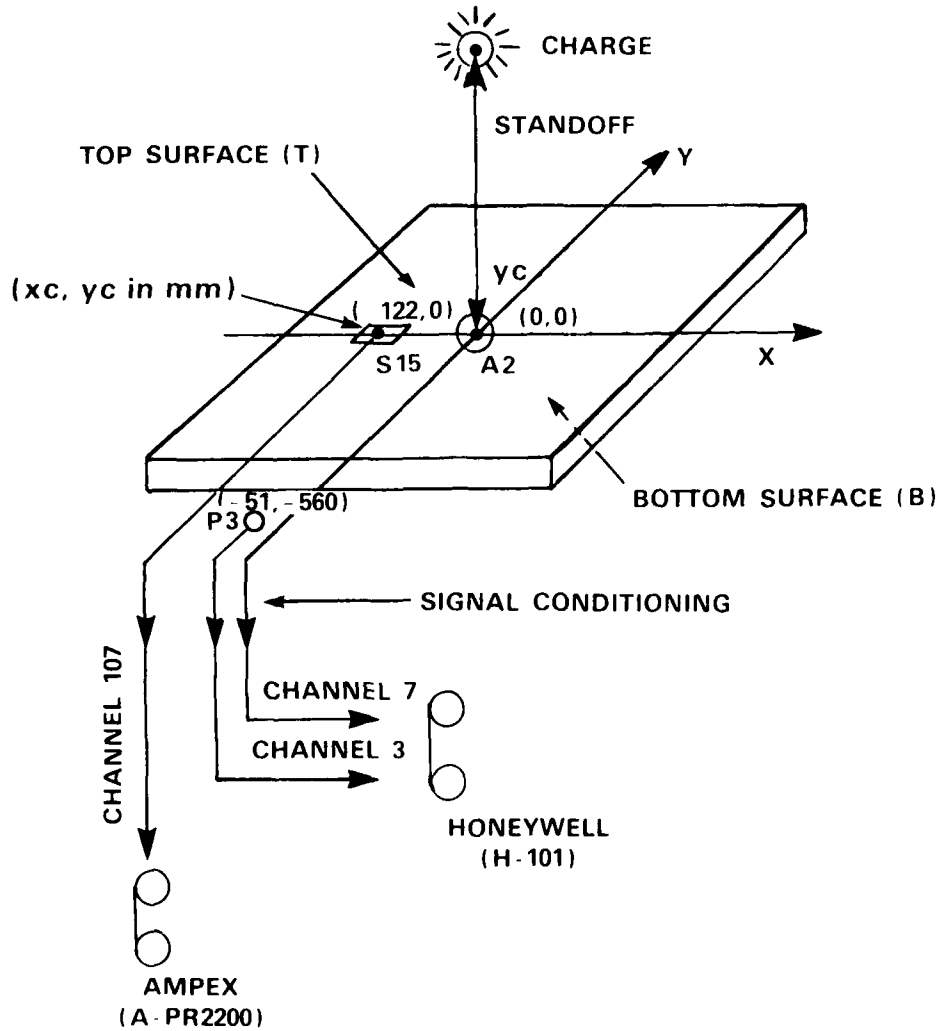 CHARGE
STANDOFF
Y
TOP SURFACE (T)
yc
(xc, yc in mm)
( 122,0)
(0,0)
S15
A2
X
BOTTOM SURFACE (B)
(-51,-560)
P3
SIGNAL CONDITIONING
CHANNEL 107
CHANNEL 7
CHANNEL 3
HONEYWELL
(H-101)
AMPEX
(A-PR2200)